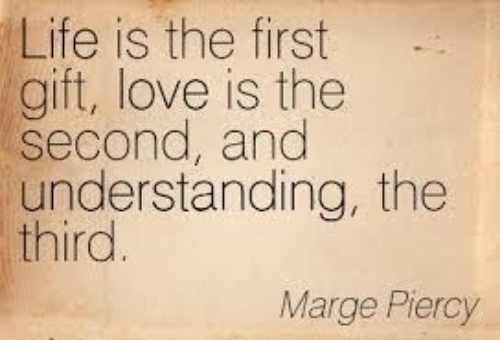 Life is the first
gift, love is the
second, and
understanding, the
third.
Marge Piercy